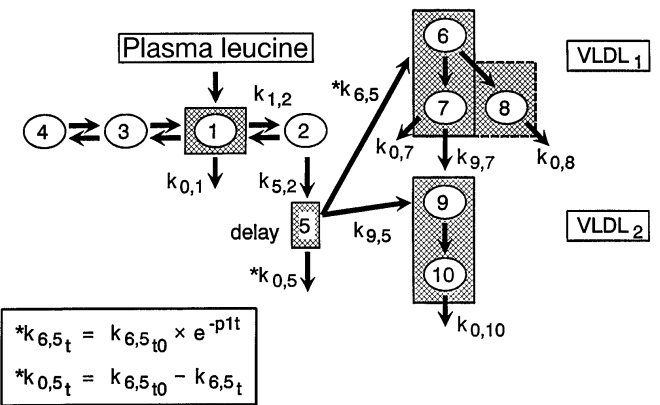 Plasma leucine
VLDL1
VLDL2
k1,2
*k6,5
k0,1
k5,2
k0,7
k9,7
k0,8
delay
k9,5
*k0,5
k0,10
4
3
1
2
5
6
7
8
9
10
*k6,5t = k6,5t0 × e-p1t
*k0,5t = k6,5t0 − k6,5t